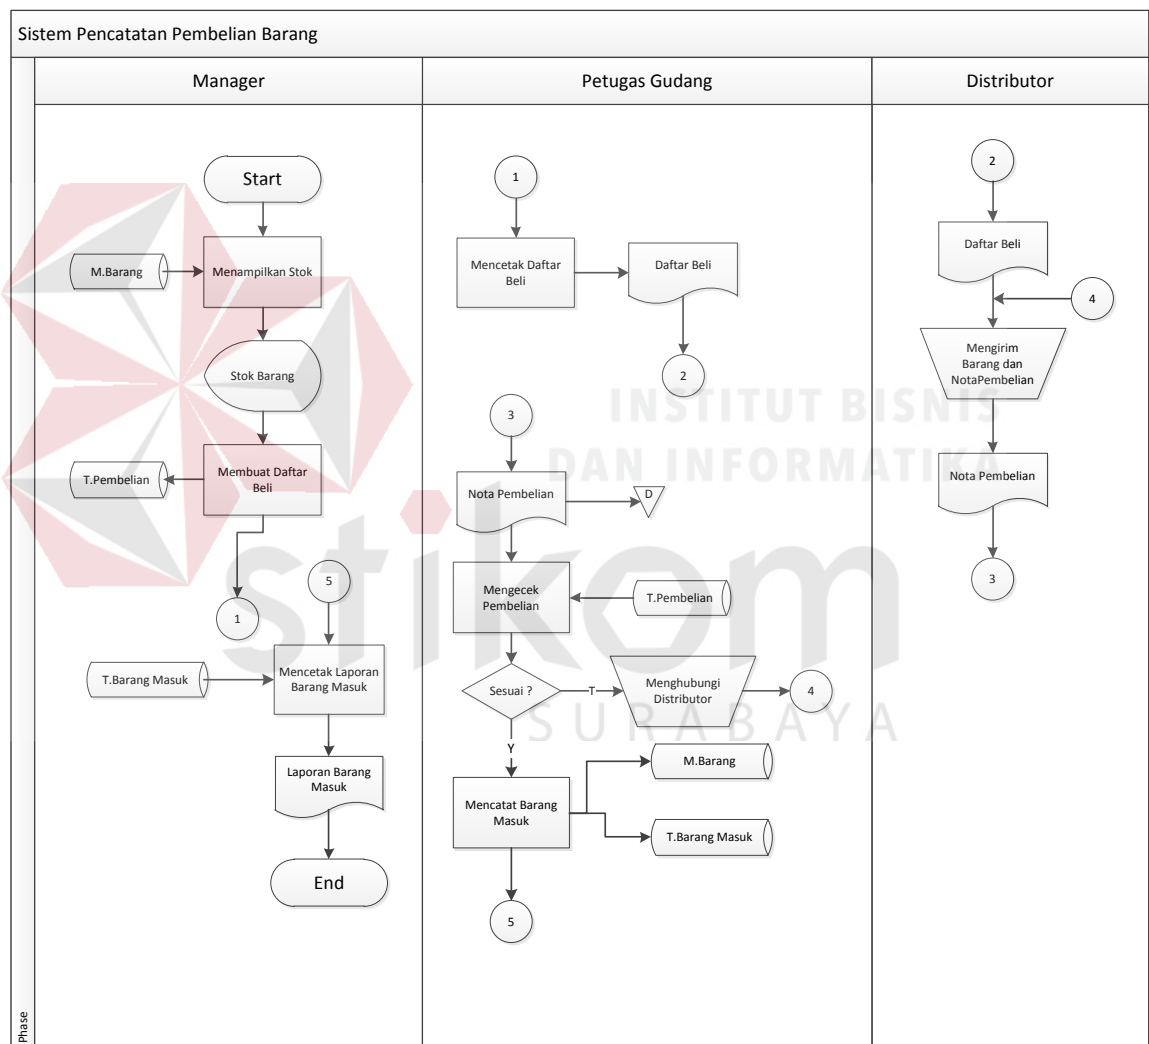 Sistem Pencatatan Pembelian Barang
Manager
Petugas Gudang
Distributor
Start
M.Barang
Menampilkan Stok
Stok Barang
T.Pembelian
Membuat Daftar
Beli
1
5
T.Barang Masuk
Mencetak Laporan
Barang Masuk
Laporan Barang
Masuk
End
1
Mencetak Daftar
Beli
Daftar Beli
2
3
Nota Pembelian
D
Mengecek
Pembelian
T.Pembelian
Sesuai ?
T
Menghubungi
Distributor
4
Y
Mencatat Barang
Masuk
M.Barang
T.Barang Masuk
5
2
Daftar Beli
4
Mengirim
Barang dan
NotaPembelian
Nota Pembelian
3
Phase
INSTITUT BISNIS
DAN INFORMATIKA
stikom
SURABAYA